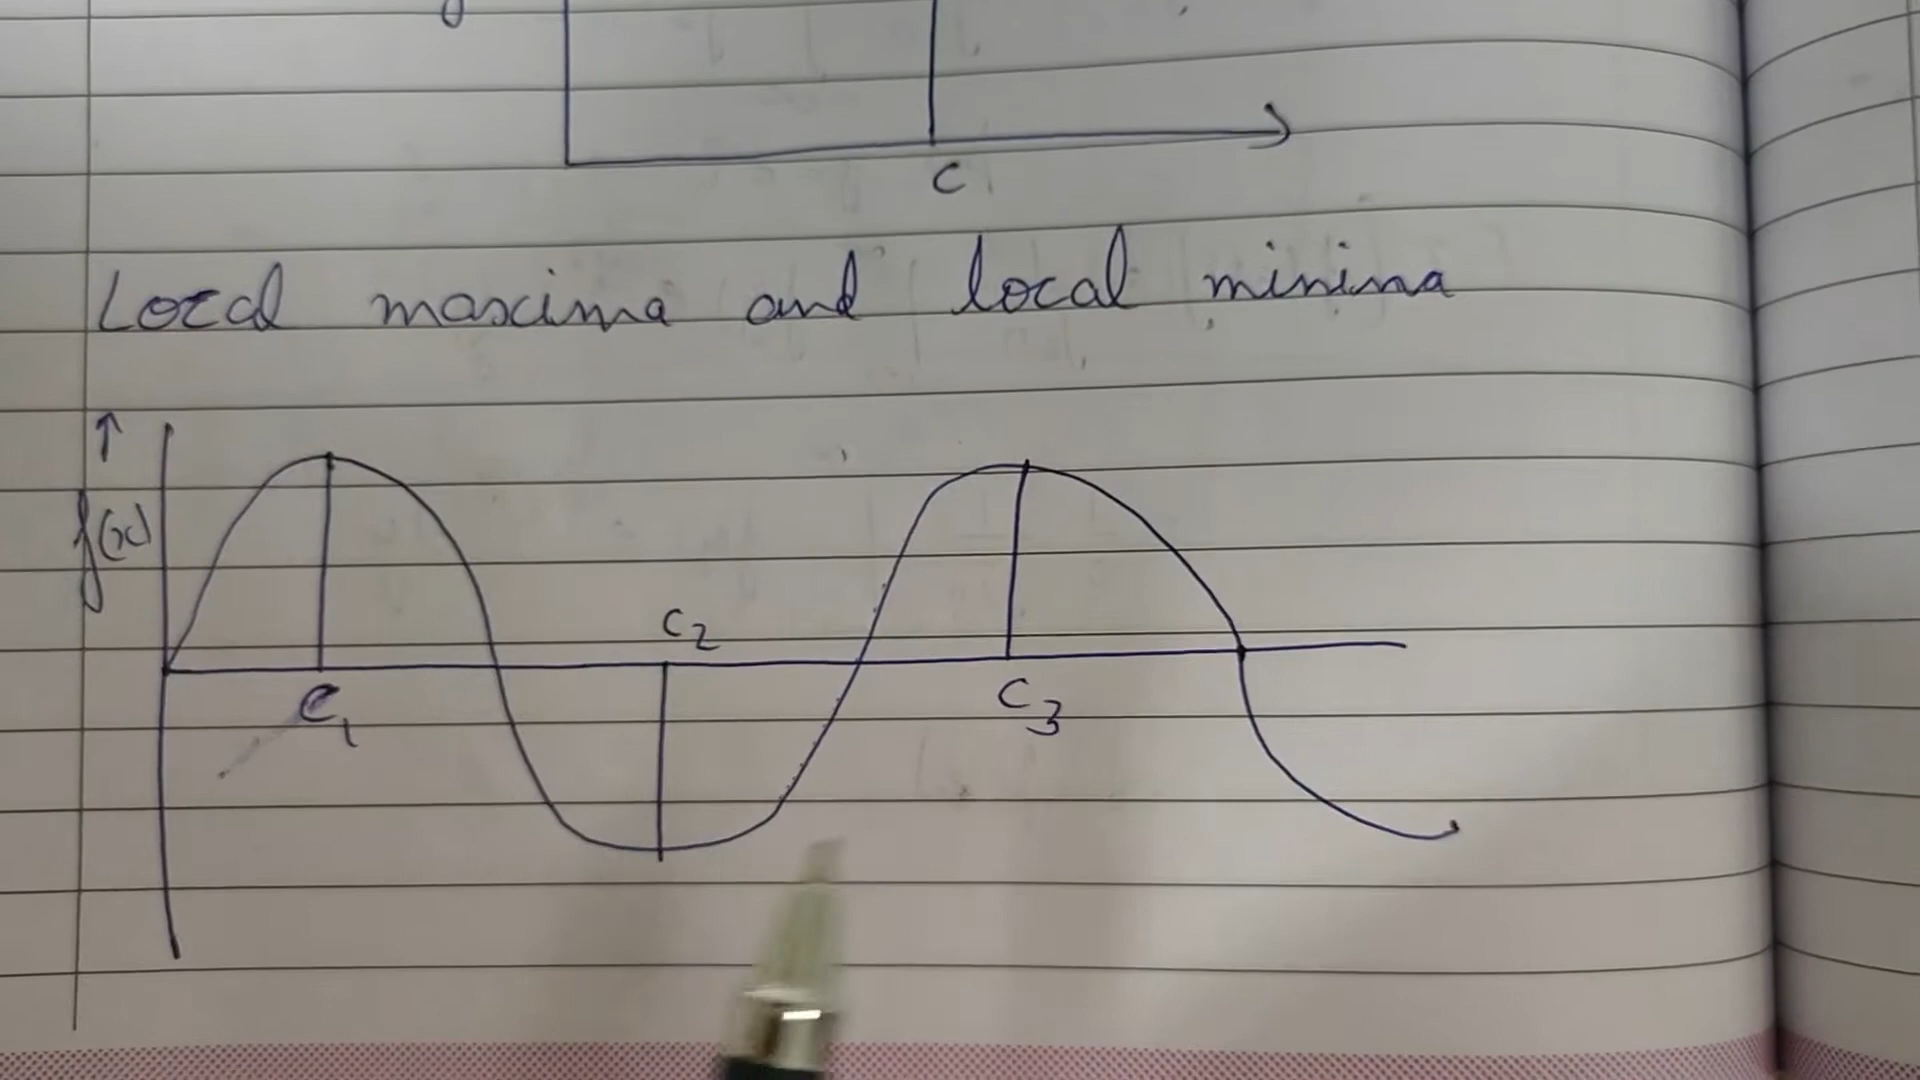 c
Local maxima and local minima
↑
f(x)
C2
C1
C3